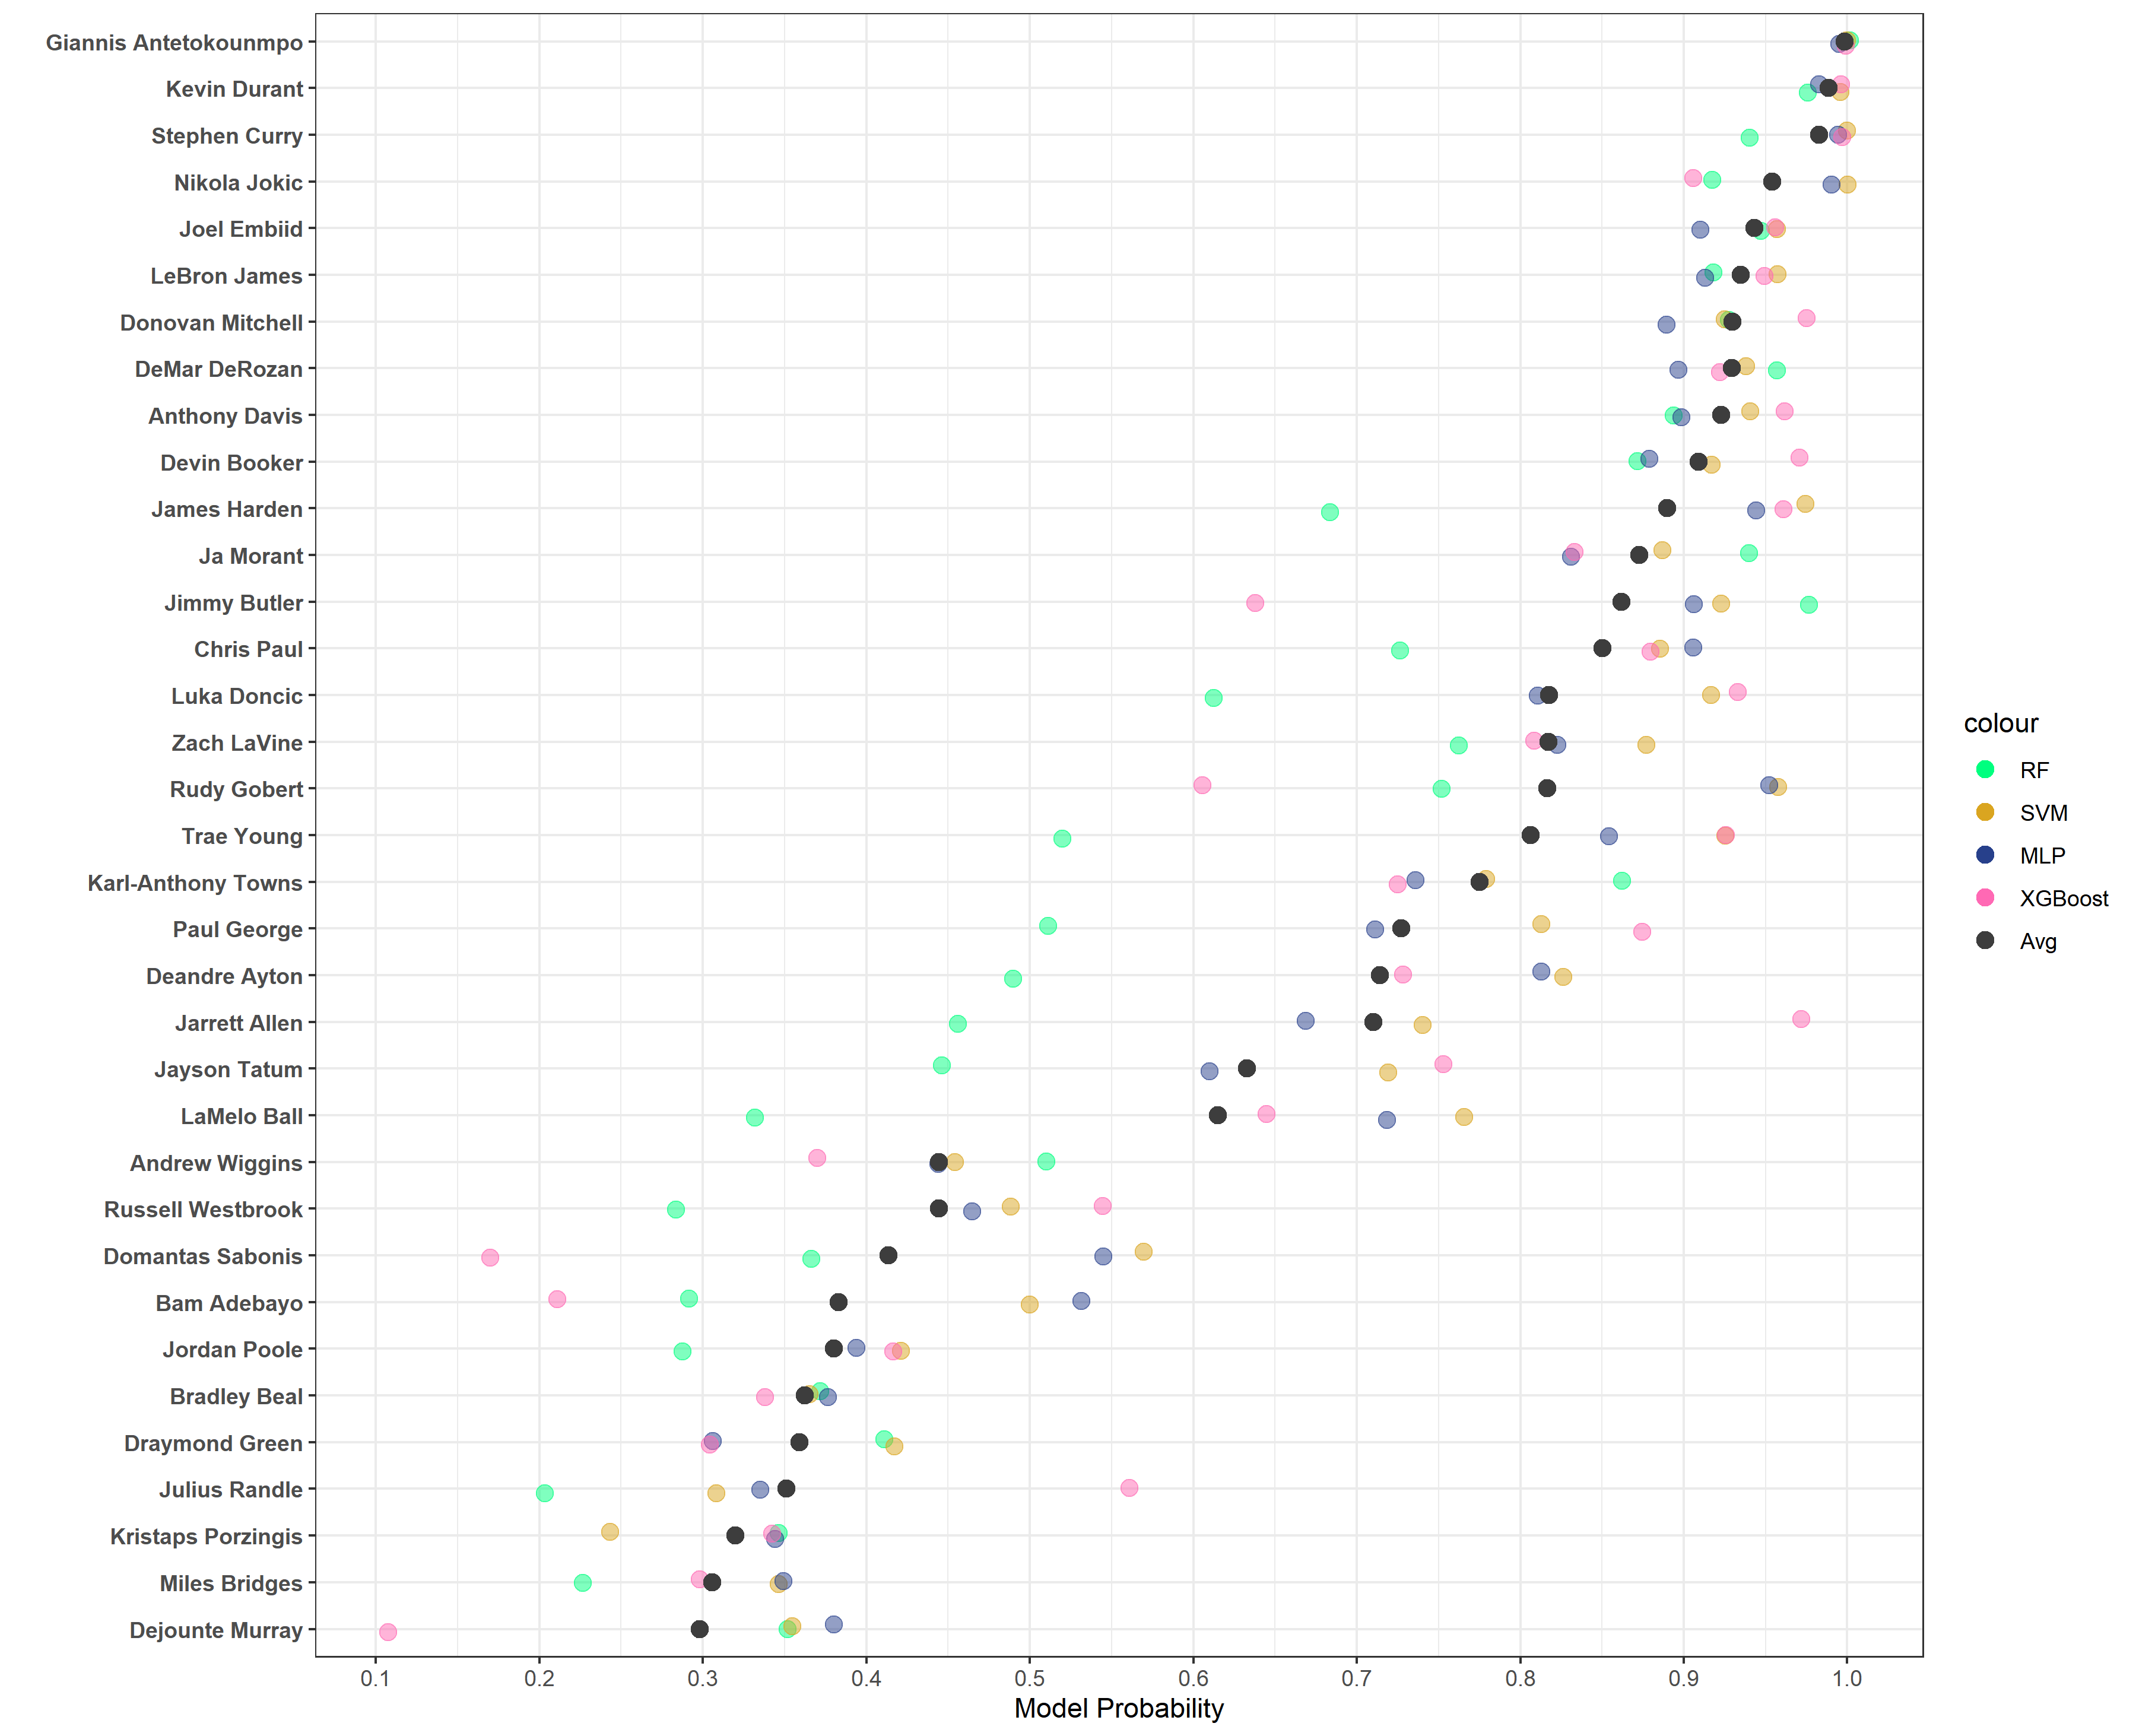 Giannis Antetokounmpo
Kevin Durant
Stephen Curry
Nikola Jokic
Joel Embiid
LeBron James
Donovan Mitchell
DeMar DeRozan
Anthony Davis
Devin Booker
James Harden
Ja Morant
Jimmy Butler
Chris Paul
Luka Doncic
Zach LaVine
Rudy Gobert
Trae Young
Karl-Anthony Towns
Paul George
Deandre Ayton
Jarrett Allen
Jayson Tatum
LaMelo Ball
Andrew Wiggins
Russell Westbrook
Domantas Sabonis
Bam Adebayo
Jordan Poole
Bradley Beal
Draymond Green
Julius Randle
Kristaps Porzingis
Miles Bridges
Dejounte Murray
0.1 0.2 0.3 0.4 0.5 0.6 0.7 0.8 0.9 1.0
Model Probability
colour
RF
SVM
MLP
XGBoost
Avg